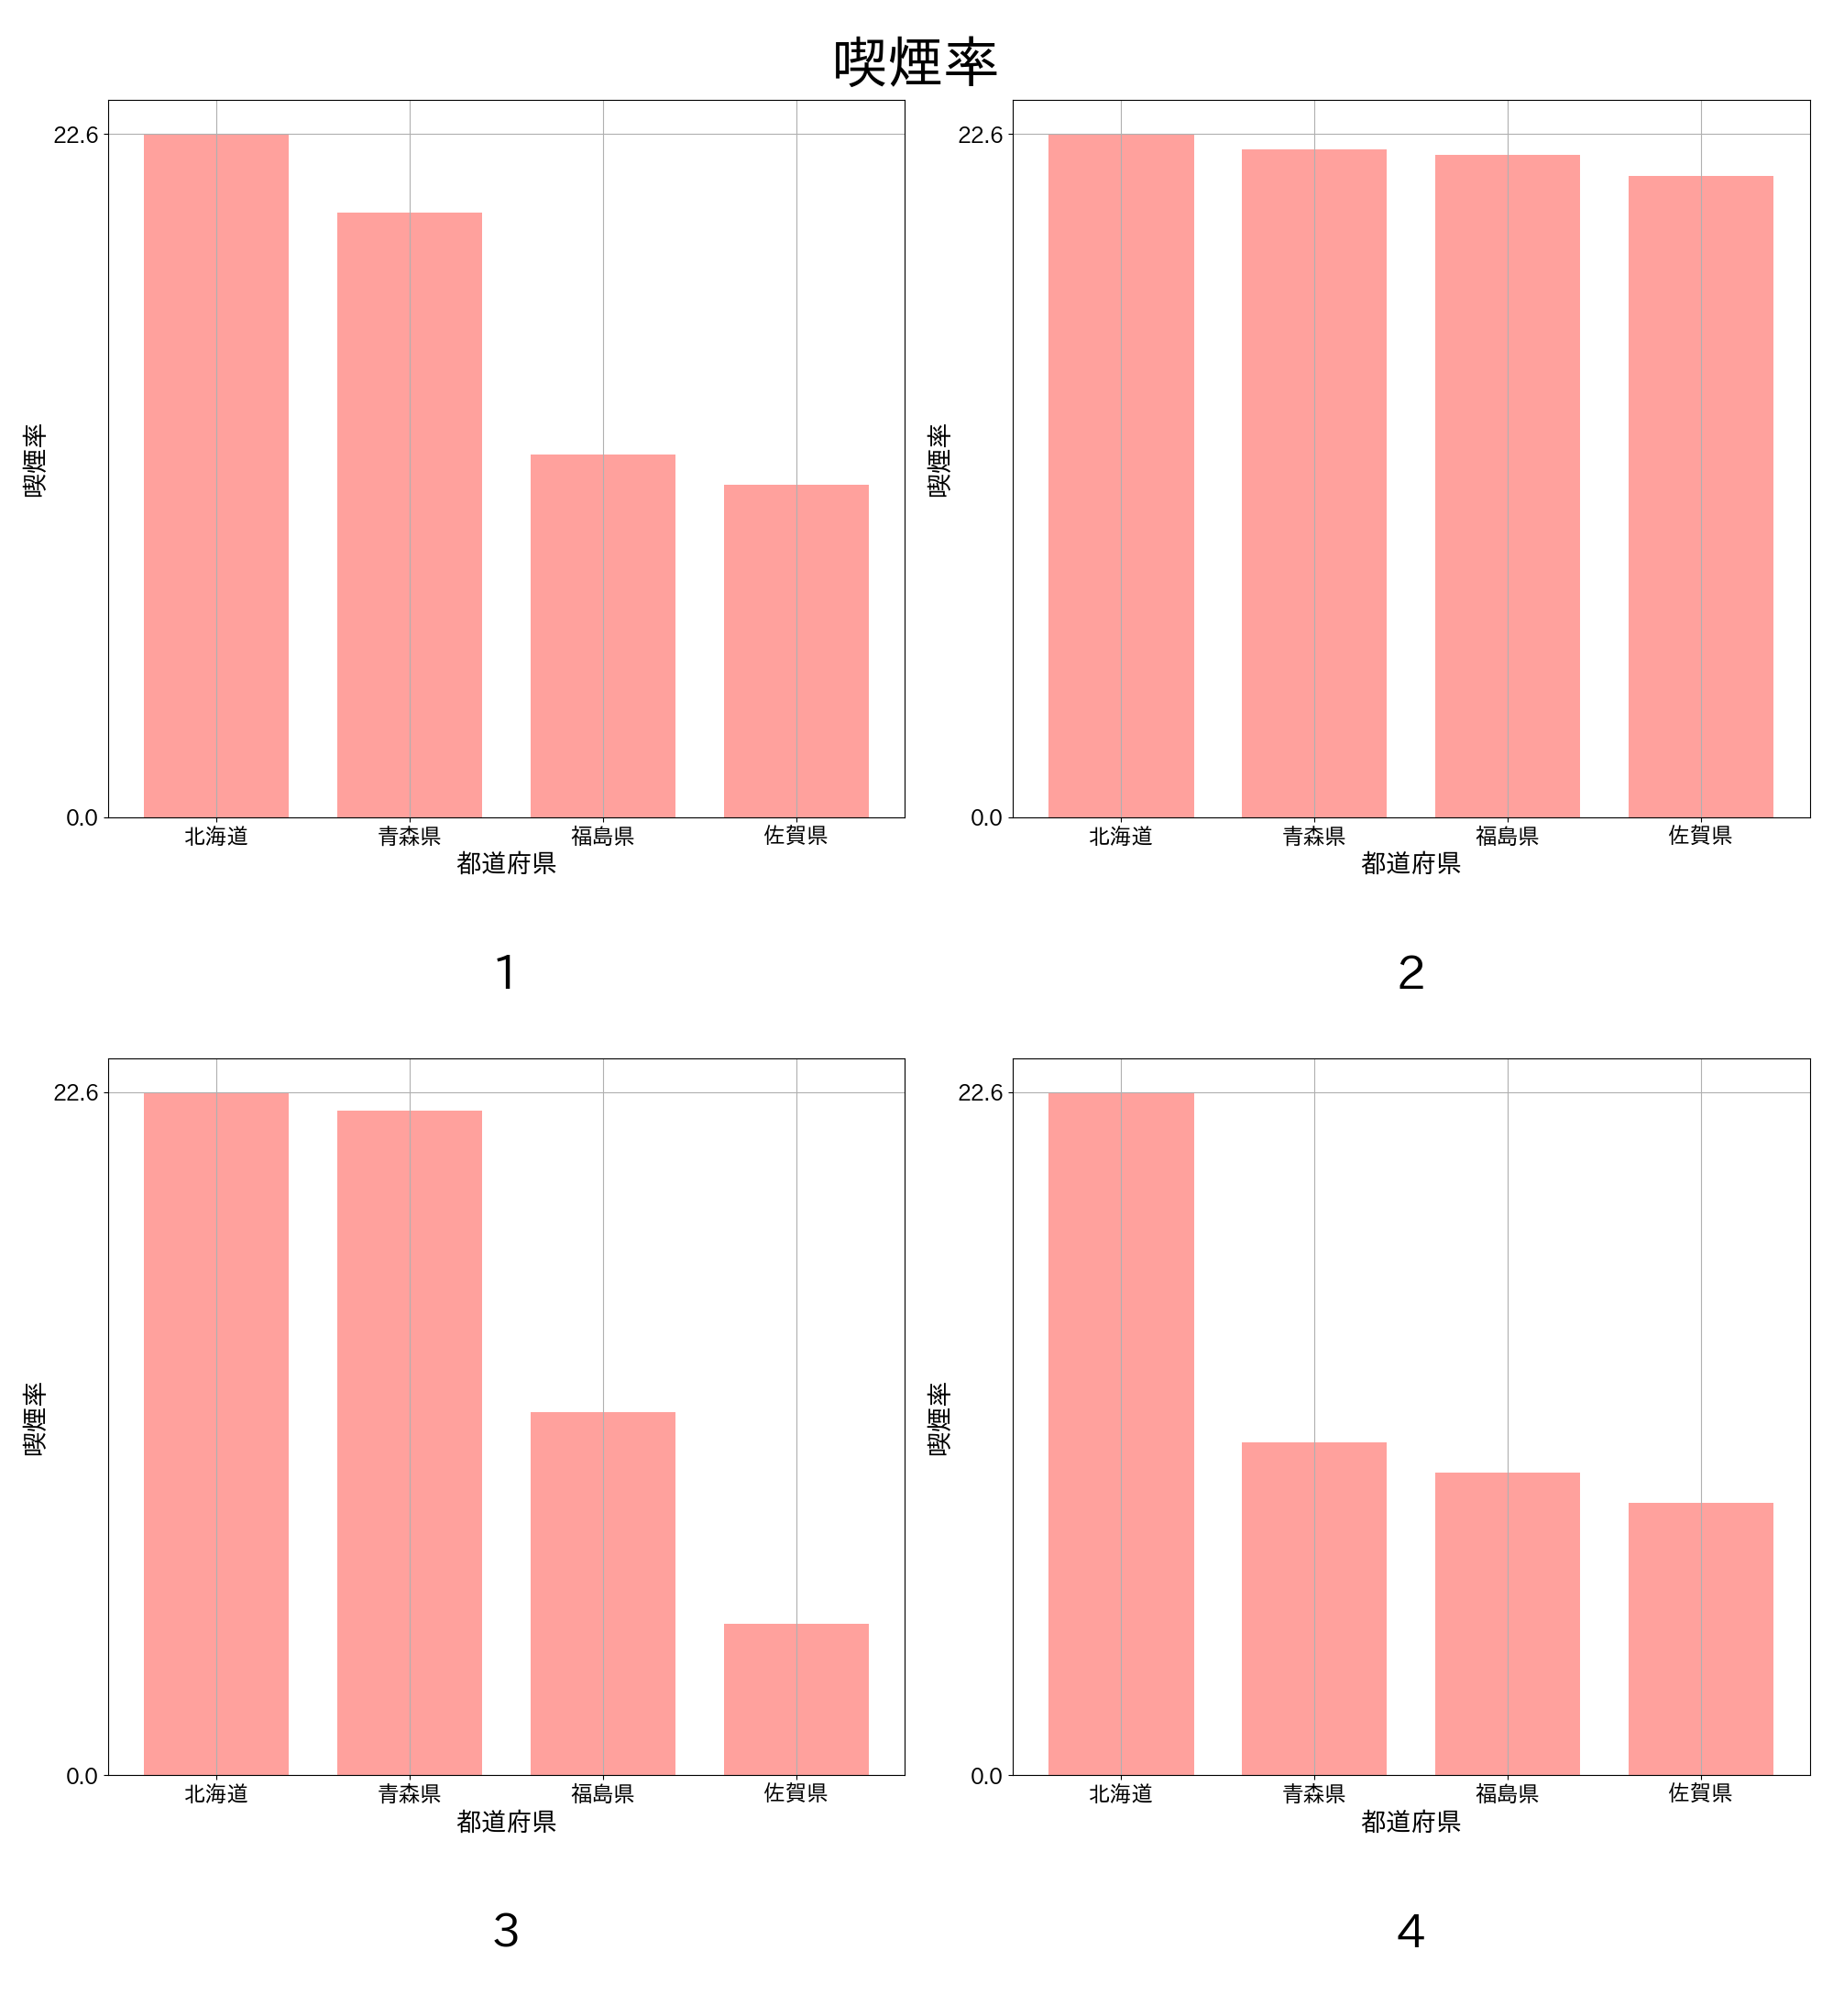 喫煙率
22.6
喫煙率
0.0
北海道 青森県 福島県 佐賀県
都道府県
1
22.6
喫煙率
0.0
北海道 青森県 福島県 佐賀県
都道府県
2
22.6
喫煙率
0.0
北海道 青森県 福島県 佐賀県
都道府県
3
22.6
喫煙率
0.0
北海道 青森県 福島県 佐賀県
都道府県
4